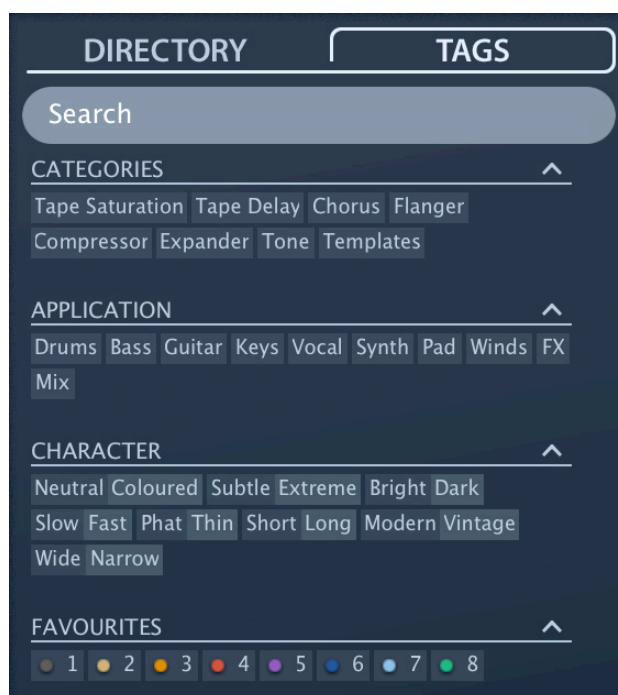 DIRECTORY TAGS
Search
CATEGORIES
Tape Saturation Tape Delay Chorus Flanger
Compressor Expander Tone Templates
APPLICATION
Drums Bass Guitar Keys Vocal Synth Pad Winds FX
Mix
CHARACTER
Neutral Coloured Subtle Extreme Bright Dark
Slow Fast Phat Thin Short Long Modern Vintage
Wide Narrow
FAVOURITES
1 2 3 4 5 6 7 8